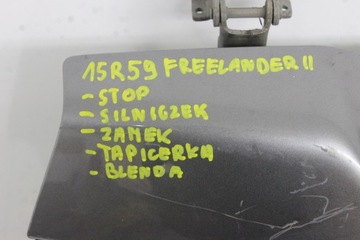 15R59 FREELANDER II
- STOP
- SILNICZEK
- ZAMEK
- TAPICERKA
- BLENDA